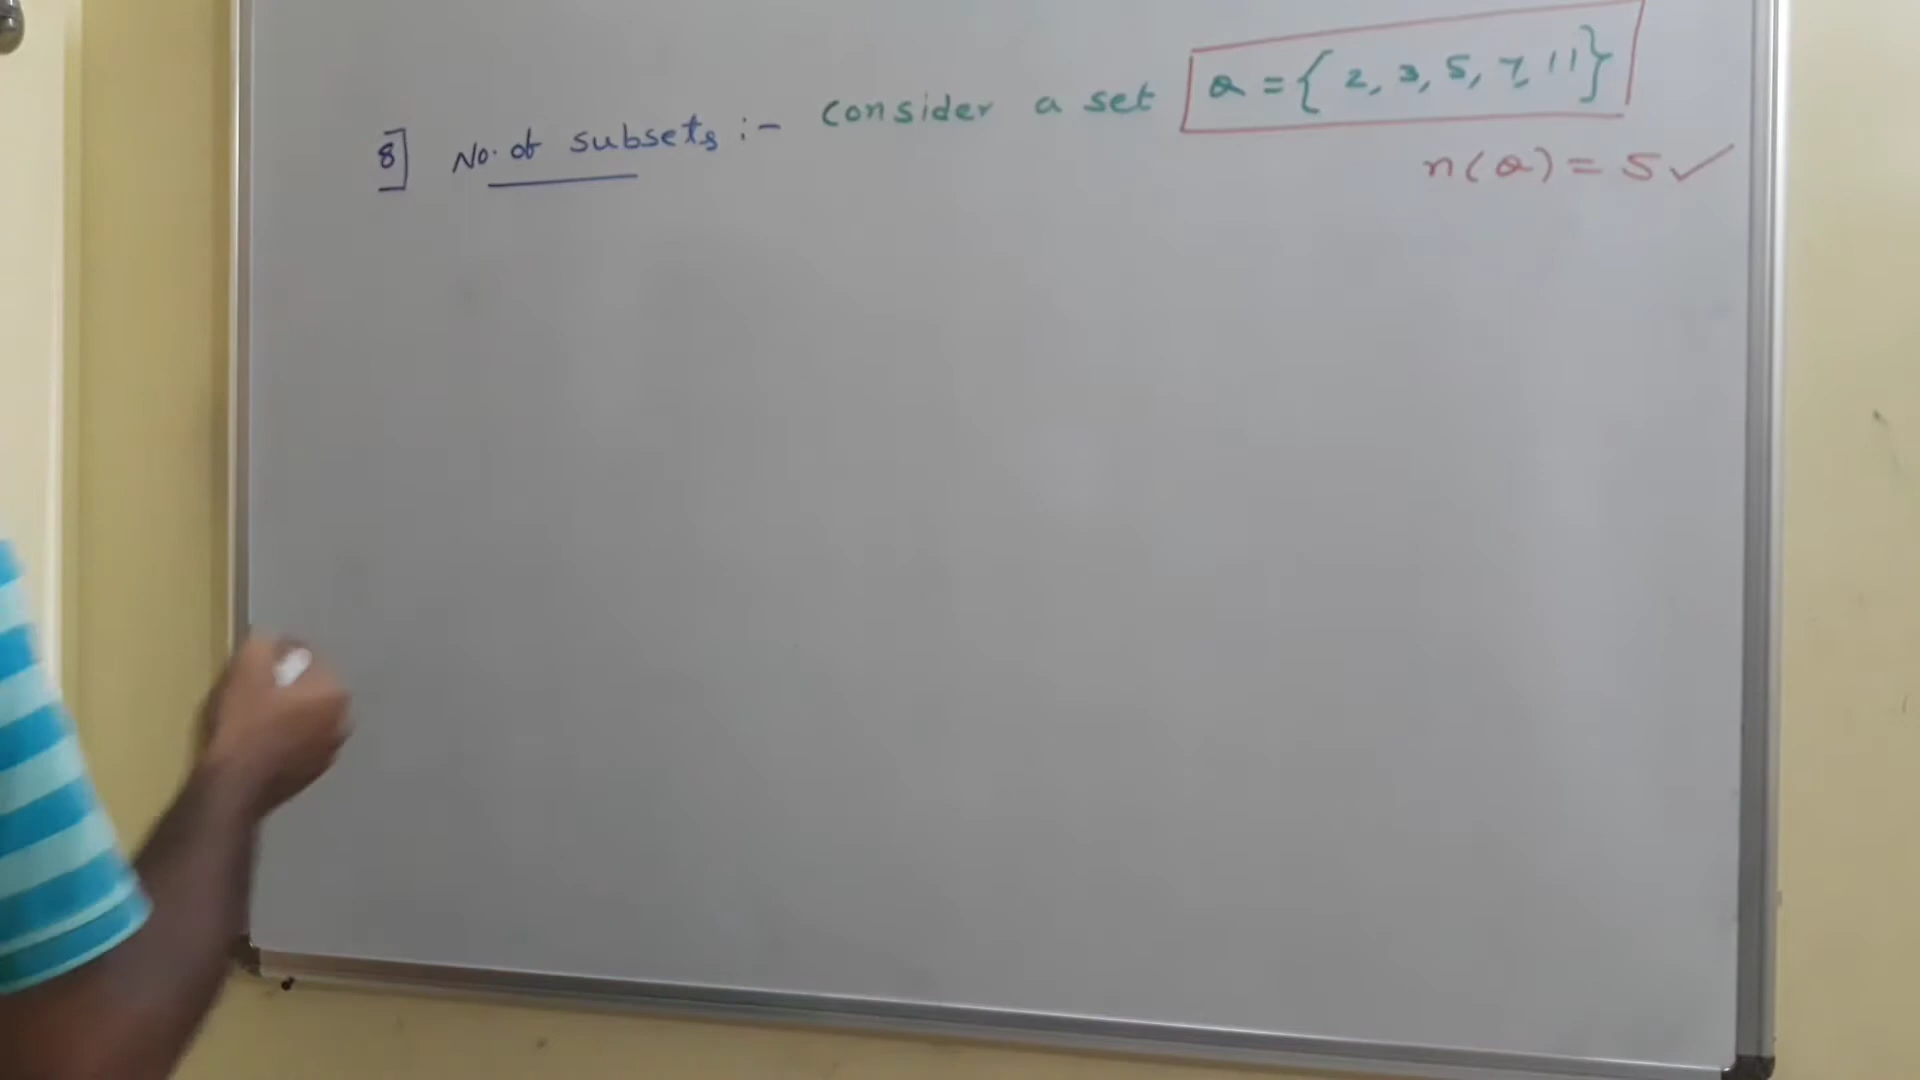 8] No. of subsets :- consider a set Q = { 2, 3, 5, 7, 11 }
n(Q) = 5 ✓